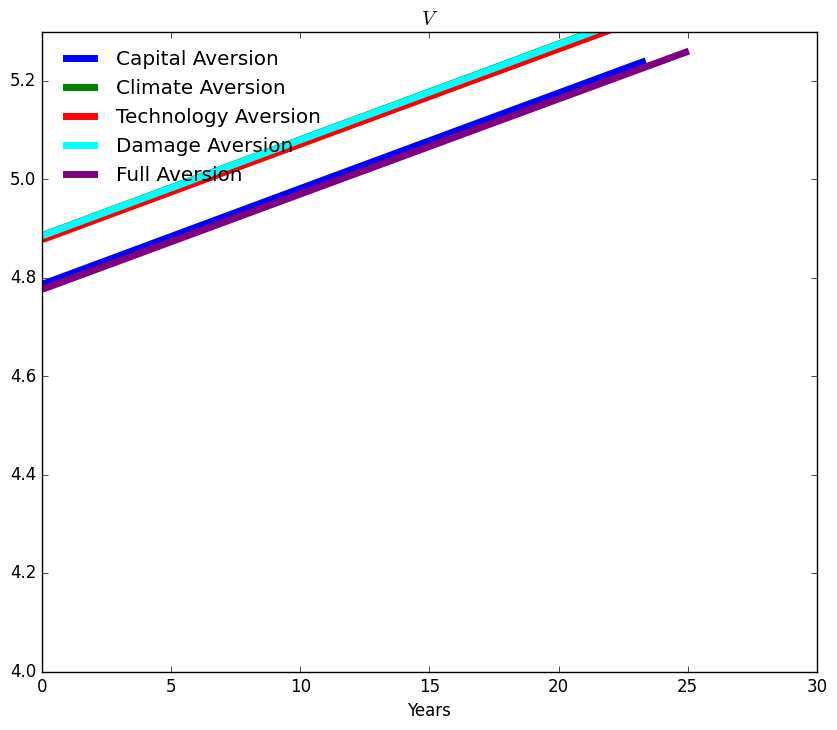 V
Capital Aversion
Climate Aversion
Technology Aversion
Damage Aversion
Full Aversion
5.2
5.0
4.8
4.6
4.4
4.2
4.0
0 5 10 15 20 25 30
Years